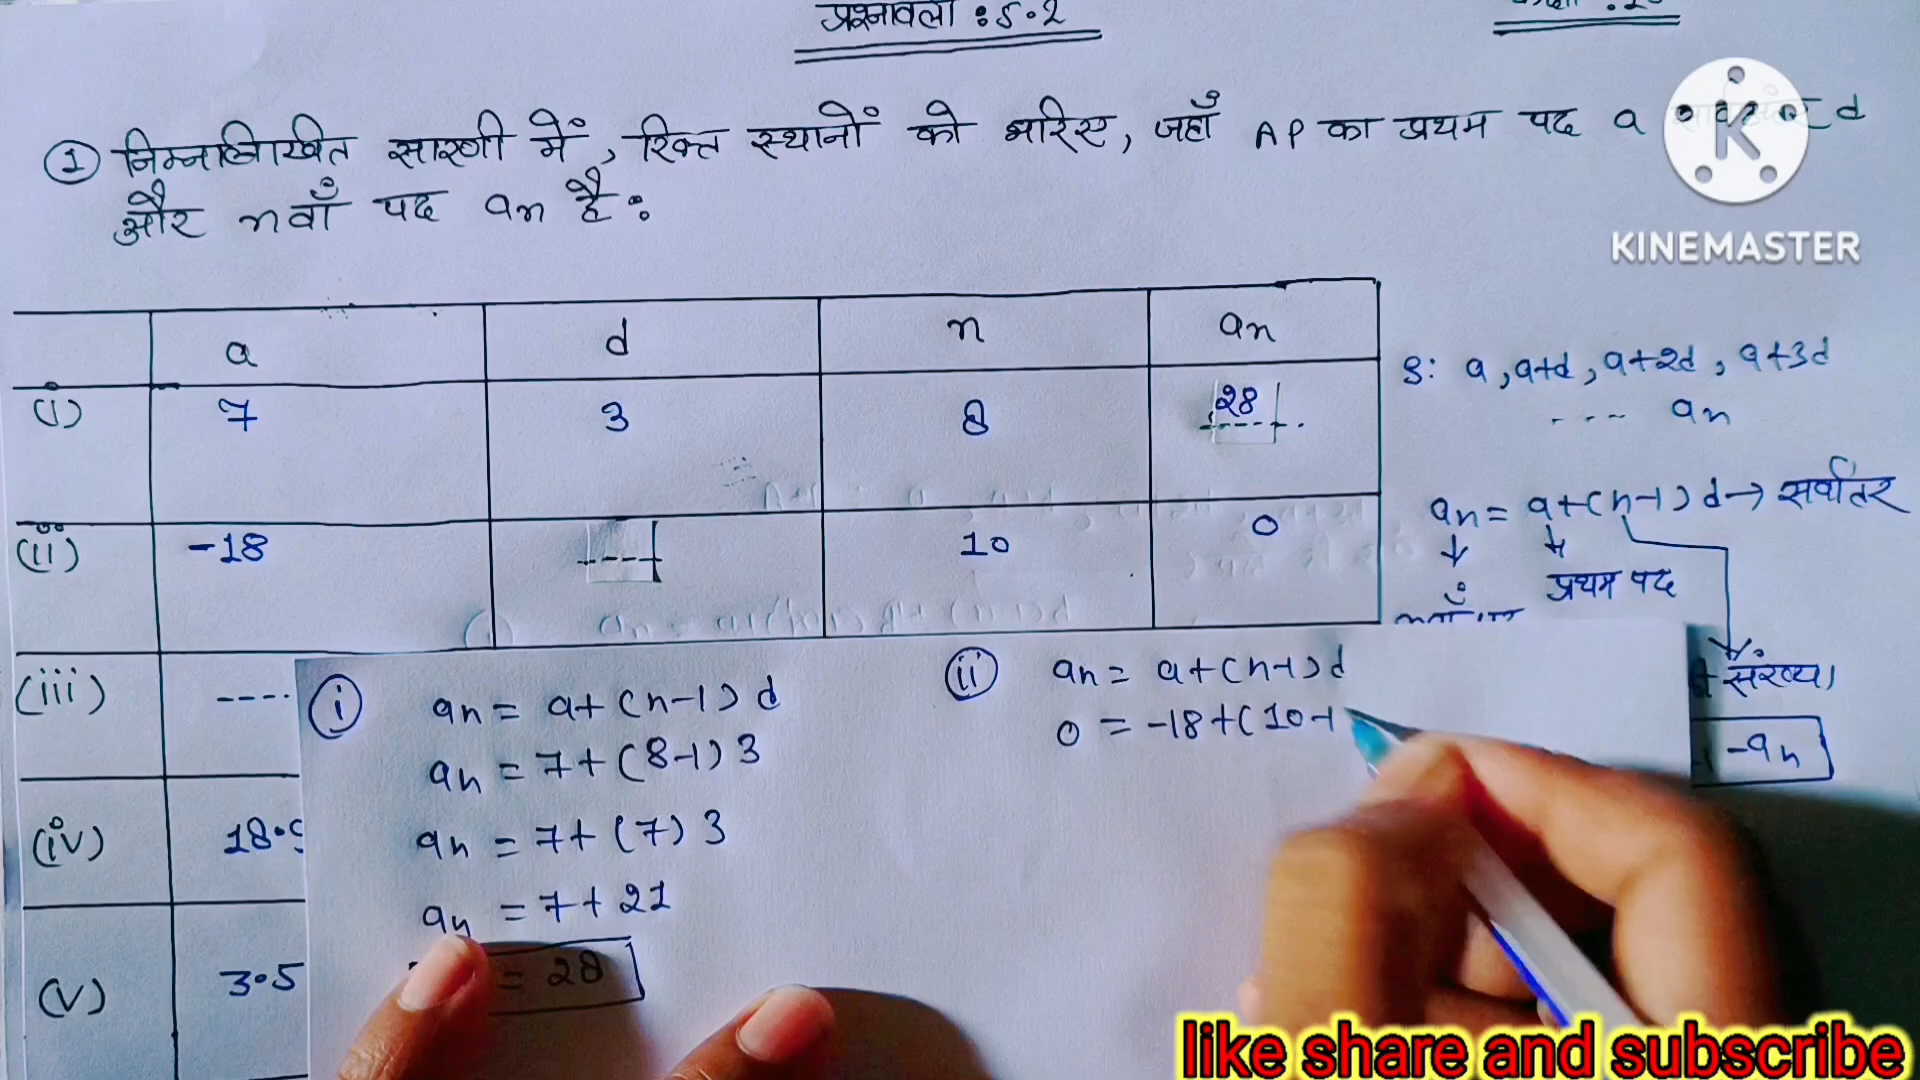 प्रश्नावली : 5.2
① निम्नलिखित सारणी में, रिक्त स्थानों को भरिए, जहाँ AP का प्रथम पद a d
और n वाँ पद an है :
KINEMASTER
a d n an
(i) 7 3 8 28
(ii) -18 ---- 10 0
(iii) ----
(iv)
(v) 3.5
S: a, a+d, a+2d, a+3d
---- an
an = a+(n-1) d → सर्वांतर
प्रथम पद
संख्या
-an
(i) an = a+(n-1) d
an = 7+(8-1) 3
an = 7+(7) 3
an = 7+21
= 28
(ii) an = a+(n-1) d
0 = -18+(10-1
like share and subscribe